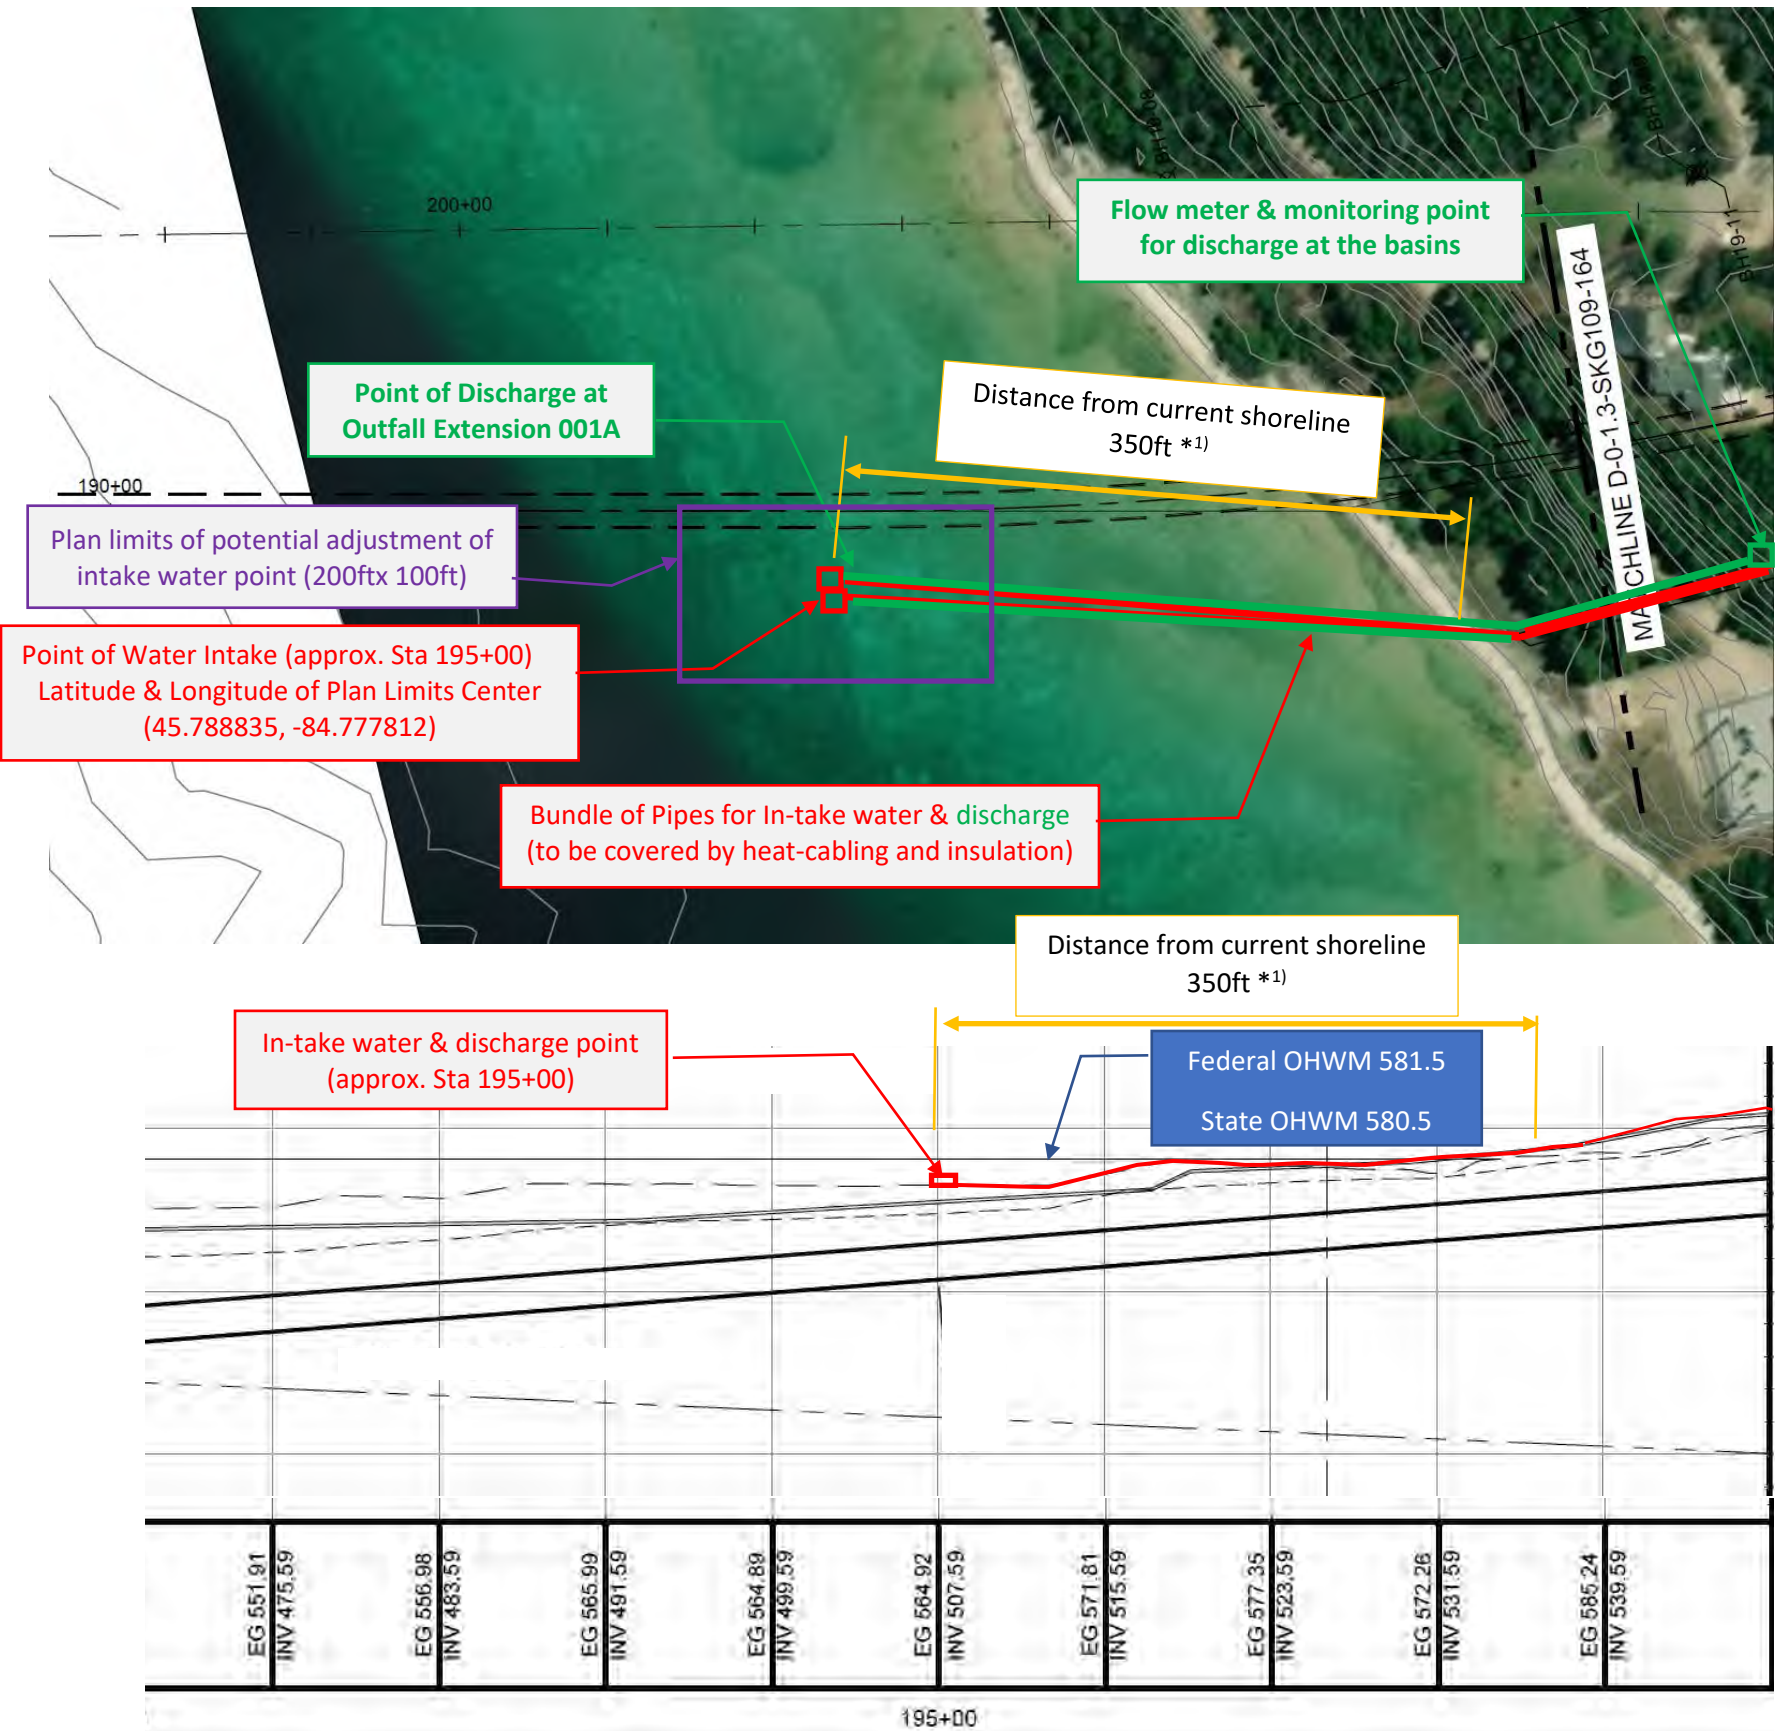 200+00
BH19-08
BH19-11
Flow meter & monitoring point
for discharge at the basins
MATCHLINE D-0-1.3-SKG109-164
Point of Discharge at
Outfall Extension 001A
Distance from current shoreline
350ft *1)
190+00
Plan limits of potential adjustment of
intake water point (200ftx 100ft)
Point of Water Intake (approx. Sta 195+00)
Latitude & Longitude of Plan Limits Center
(45.788835, -84.777812)
Bundle of Pipes for In-take water & discharge
(to be covered by heat-cabling and insulation)
Distance from current shoreline
350ft *1)
In-take water & discharge point
(approx. Sta 195+00)
Federal OHWM 581.5
State OHWM 580.5
EG 551.91
INV 475.59
EG 556.98
INV 483.59
EG 565.99
INV 491.59
EG 564.89
INV 499.59
EG 564.92
INV 507.59
EG 571.81
INV 515.59
EG 577.35
INV 523.59
EG 572.26
INV 531.59
EG 585.24
INV 539.59
195+00